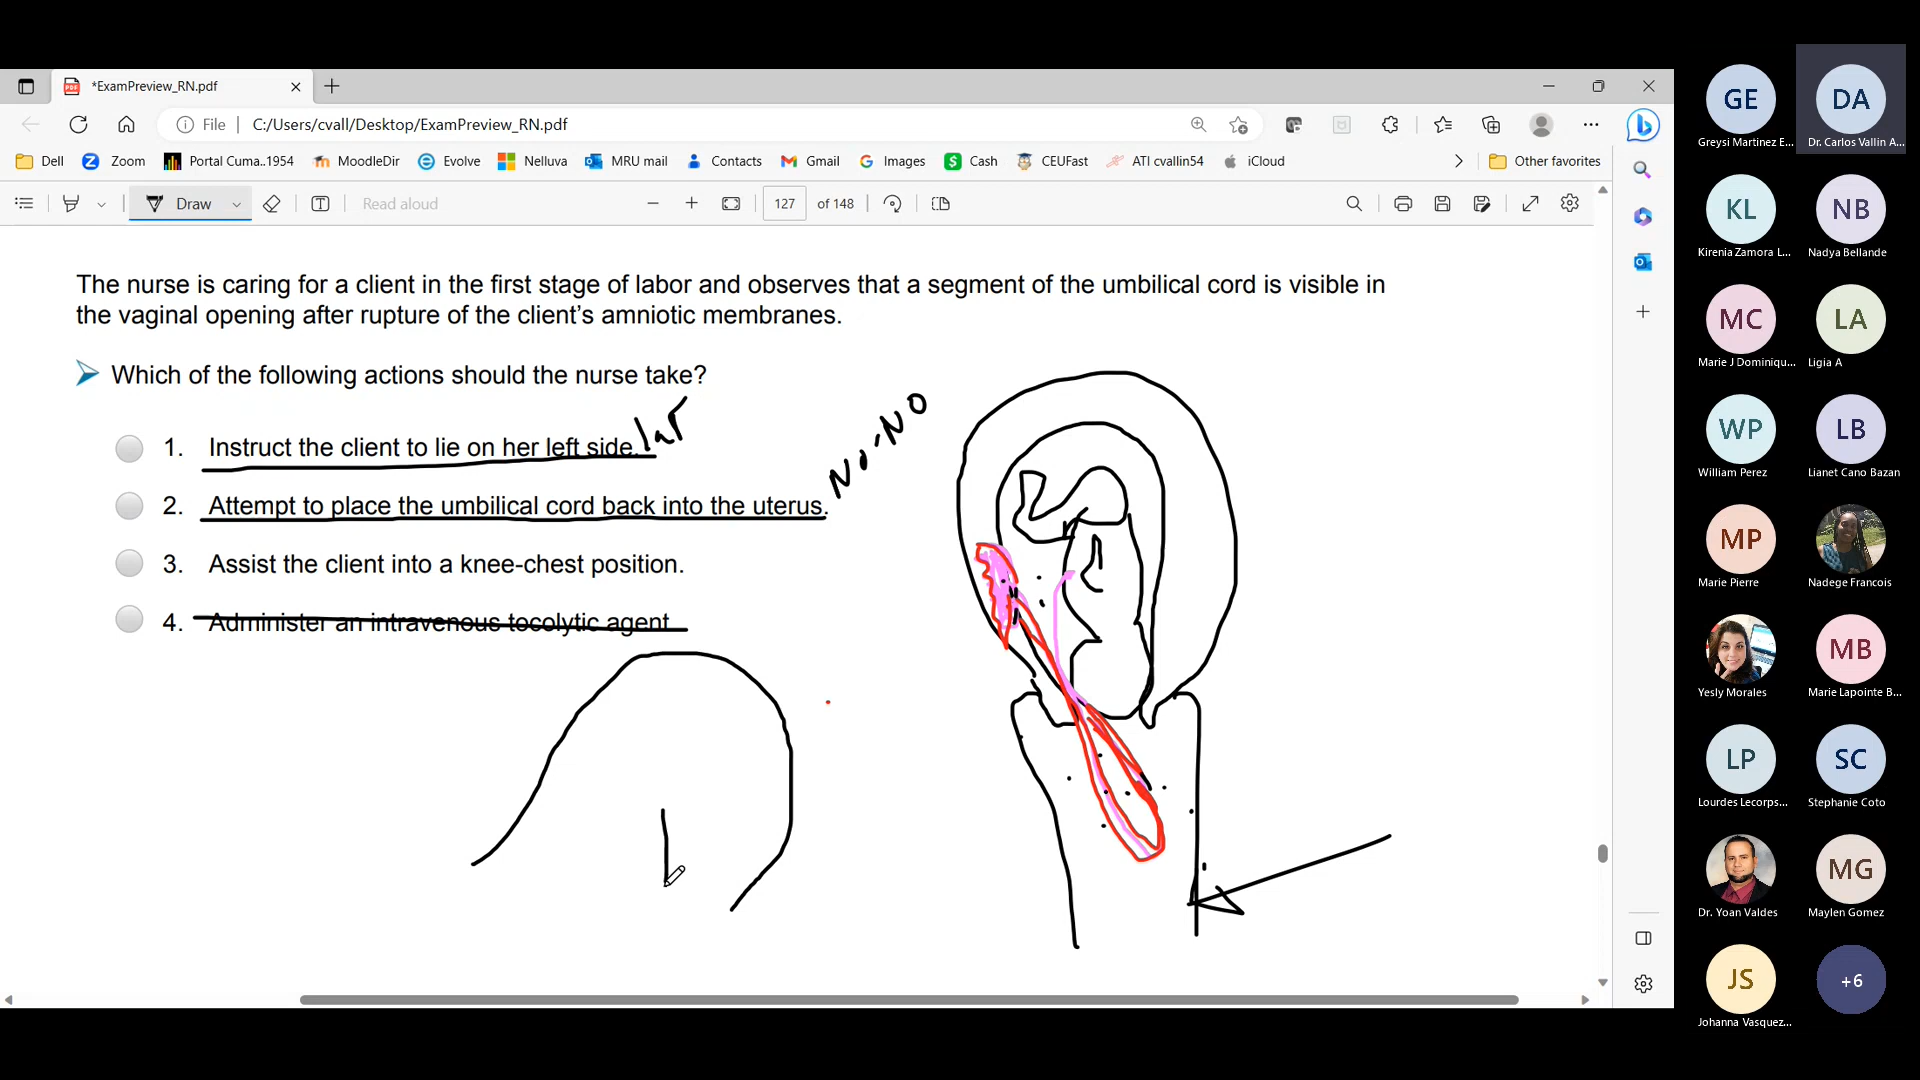 *ExamPreview_RN.pdf
File
C:/Users/cvall/Desktop/ExamPreview_RN.pdf
Dell
Zoom
Portal Cuma..1954
MoodleDir
Evolve
Nelluva
MRU mail
Contacts
Gmail
Images
Cash
CEUFast
ATI cvallin54
iCloud
Other favorites
Draw
Read aloud
127
of 148
The nurse is caring for a client in the first stage of labor and observes that a segment of the umbilical cord is visible in
the vaginal opening after rupture of the client’s amniotic membranes.
Which of the following actions should the nurse take?
1. Instruct the client to lie on her left side.
2. Attempt to place the umbilical cord back into the uterus.
No-No
3. Assist the client into a knee-chest position.
4. Administer an intravenous tocolytic agent
GE
Greysi Martinez E...
DA
Dr. Carlos Vallin A...
KL
Kirenia Zamora L...
NB
Nadya Bellande
MC
Marie J Dominiqu...
LA
Ligia A
WP
William Perez
LB
Lianet Cano Bazan
MP
Marie Pierre
Nadege Francois
Yesly Morales
MB
Marie Lapointe B...
LP
Lourdes Lecorps...
SC
Stephanie Coto
Dr. Yoan Valdes
MG
Maylen Gomez
JS
Johanna Vasquez...
+6